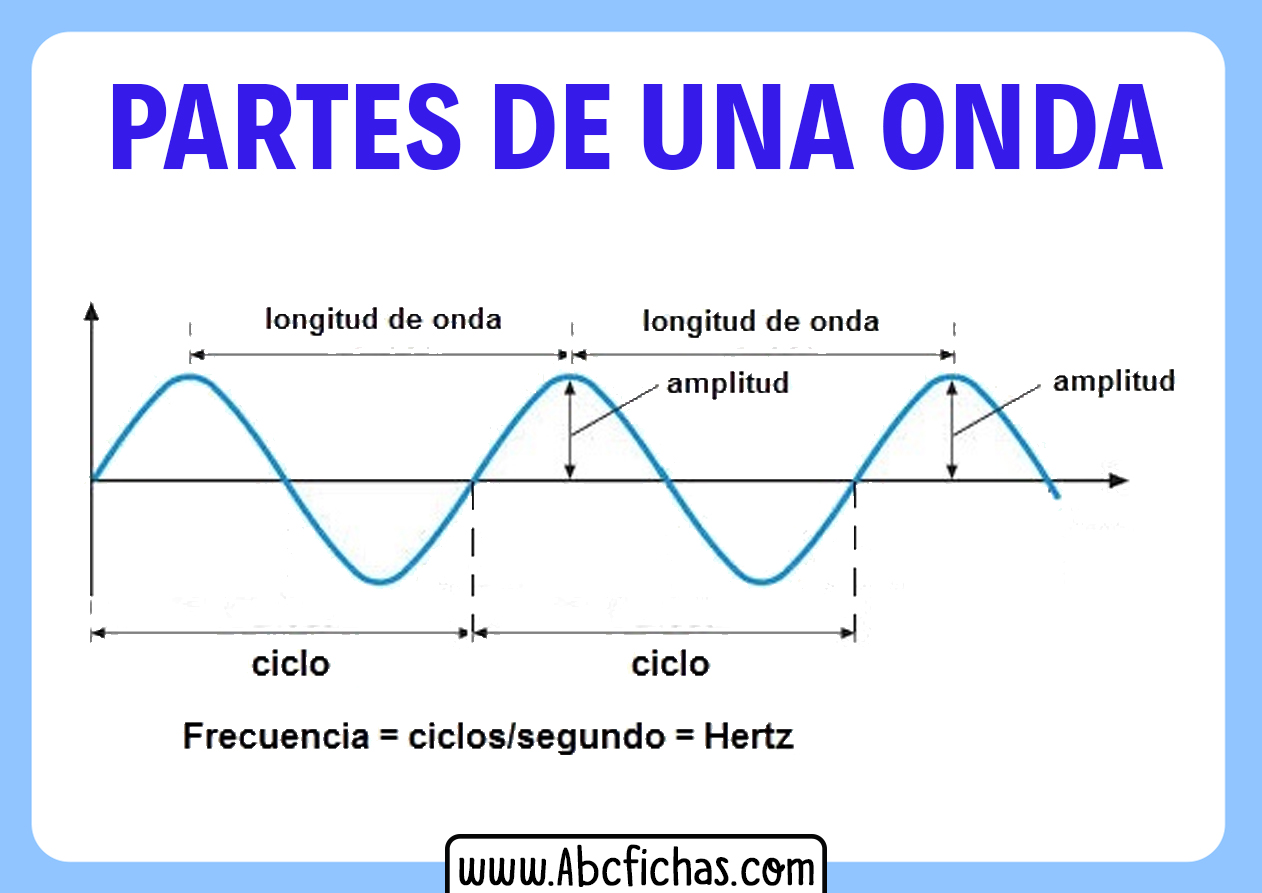 PARTES DE UNA ONDA
longitud de onda
longitud de onda
amplitud
amplitud
ciclo
ciclo
Frecuencia = ciclos/segundo = Hertz
www.Abcfichas.com